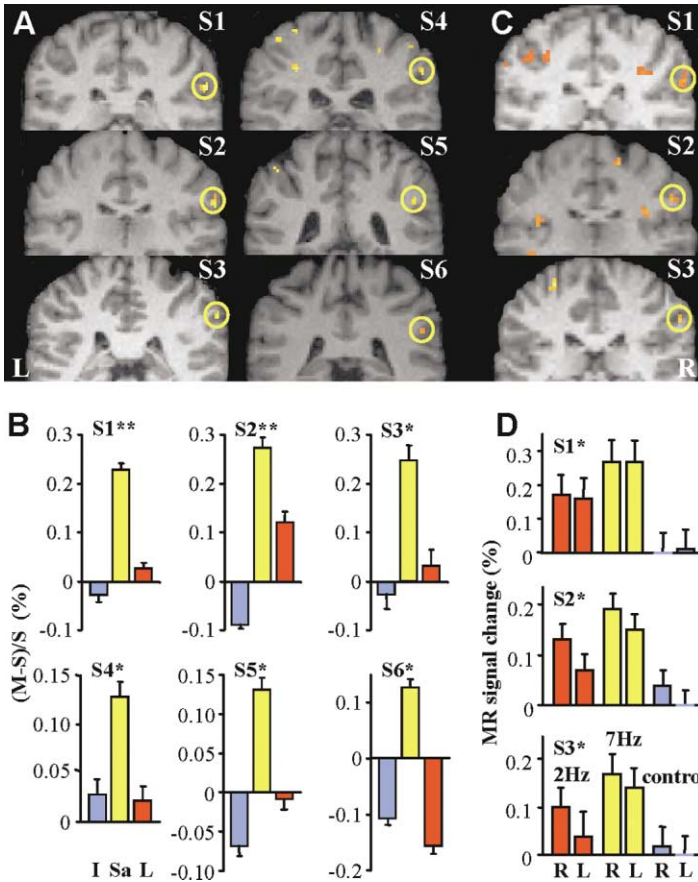 A
S1
S4
C
S1
S2
S5
S2
S3
S6
S3
L
R
B
S1**
S2**
S3*
0.3
0.2
0.1
0
-0.1
0.3
0.2
0.1
0
-0.1
0.3
0.2
0.1
0
-0.1
(M-S)/S (%)
S4*
S5*
S6*
0.15
0.10
0.05
0
0.15
0.10
0.05
0
-0.05
-0.10
0.1
0
-0.1
-0.2
I Sa L
D
MR signal change (%)
S1*
0.3
0.2
0.1
0
S2*
0.2
0.1
0
S3*
7Hz
2Hz
control
0.2
0.1
0
R L R L R L